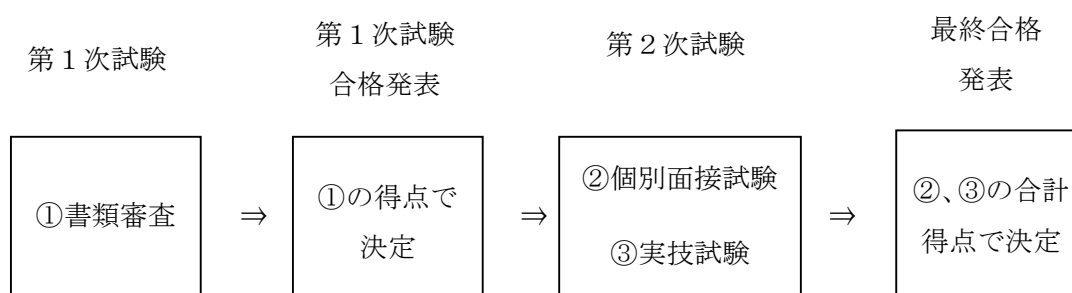 第１次試験
第１次試験
合格発表
第２次試験
最終合格
発表
①書類審査
⇒
①の得点で
決定
⇒
②個別面接試験
③実技試験
⇒
②、③の合計
得点で決定